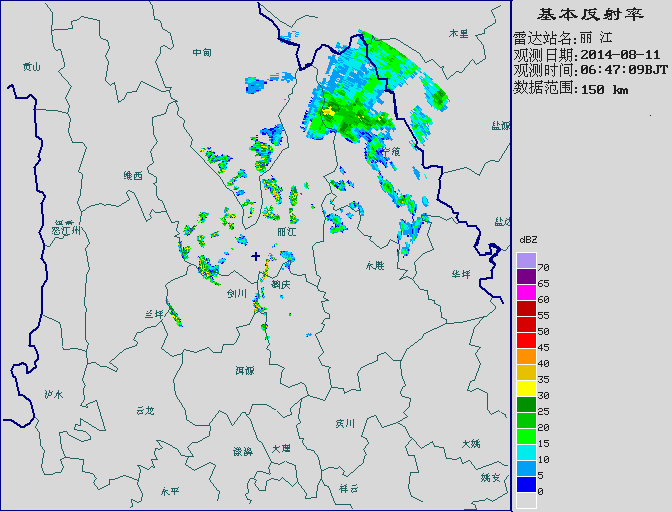 基本反射率
雷达站名:丽 江
观测日期:2014-08-11
观测时间:06:47:09BJT
数据范围:150 km
木里
中甸
贡山
盐源
宁蒗
维西
福贡
怒江州
丽江
盐边
dBZ
永胜
华坪
70
65
60
55
50
45
40
35
30
25
20
15
10
5
0
剑川
鹤庆
兰坪
洱源
泸水
云龙
宾川
大姚
漾濞
大理
姚安
永平
祥云